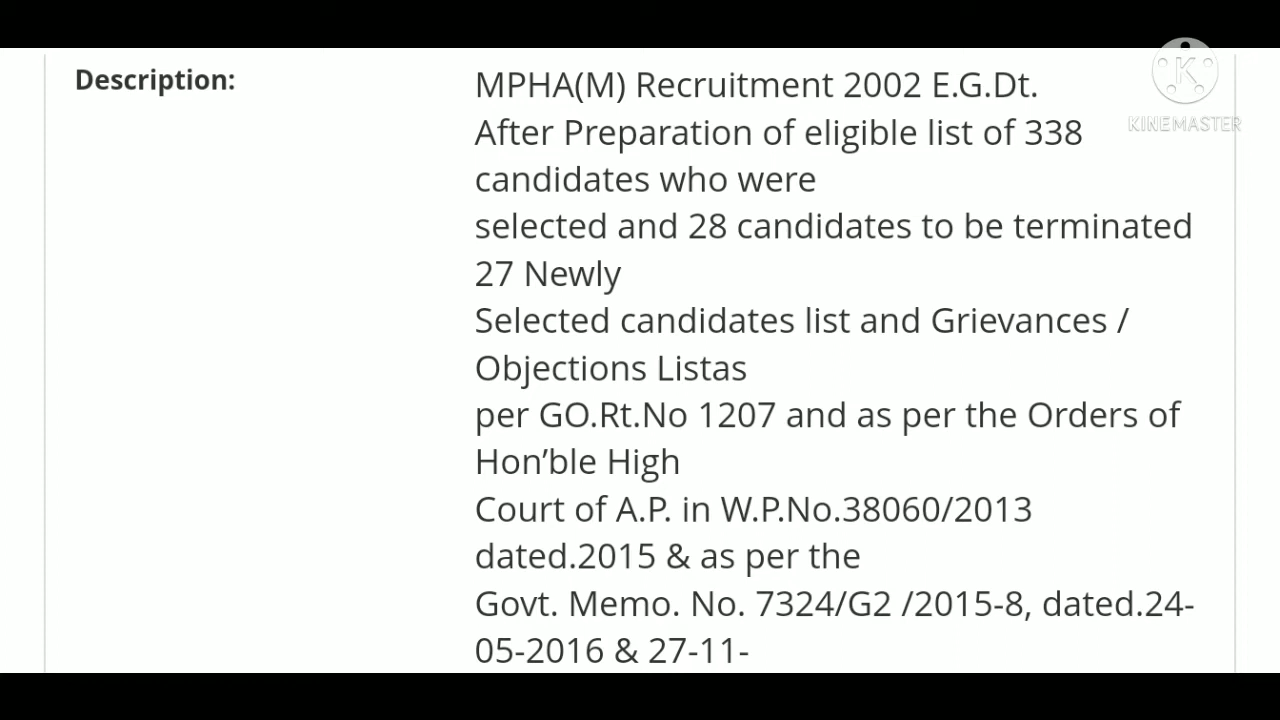 Description:
MPHA(M) Recruitment 2002 E.G.Dt.
After Preparation of eligible list of 338
candidates who were
selected and 28 candidates to be terminated
27 Newly
Selected candidates list and Grievances /
Objections Listas
per GO.Rt.No 1207 and as per the Orders of
Hon’ble High
Court of A.P. in W.P.No.38060/2013
dated.2015 & as per the
Govt. Memo. No. 7324/G2 /2015-8, dated.24-
05-2016 & 27-11-
K
KINEMASTER